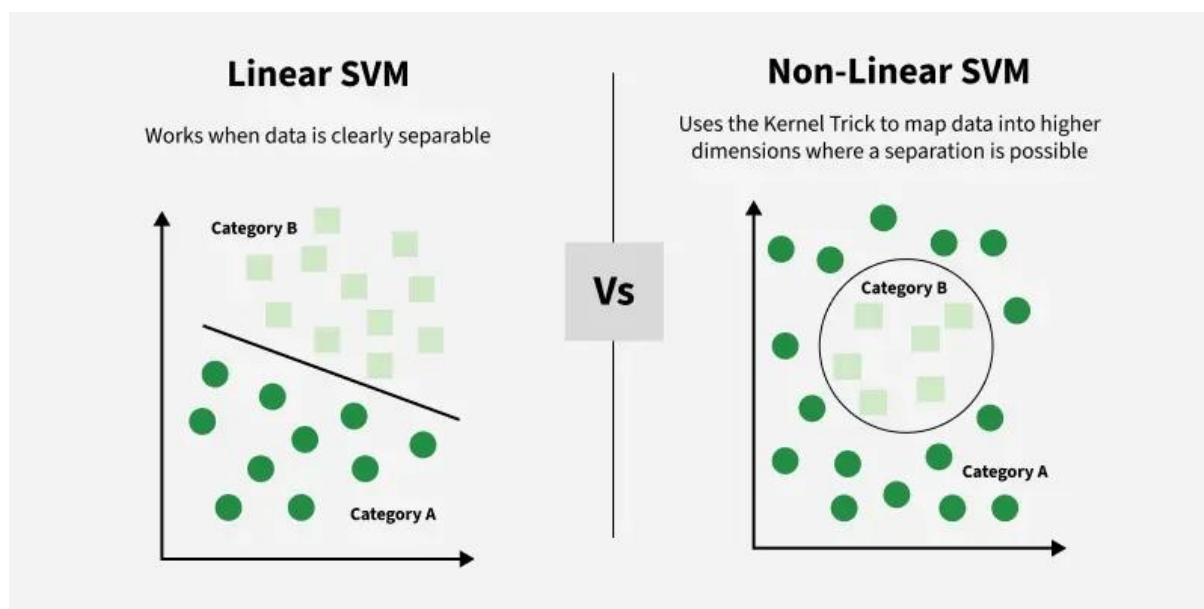 Linear SVM
Works when data is clearly separable
Category B
Category A
Vs
Non-Linear SVM
Uses the Kernel Trick to map data into higher
dimensions where a separation is possible
Category B
Category A